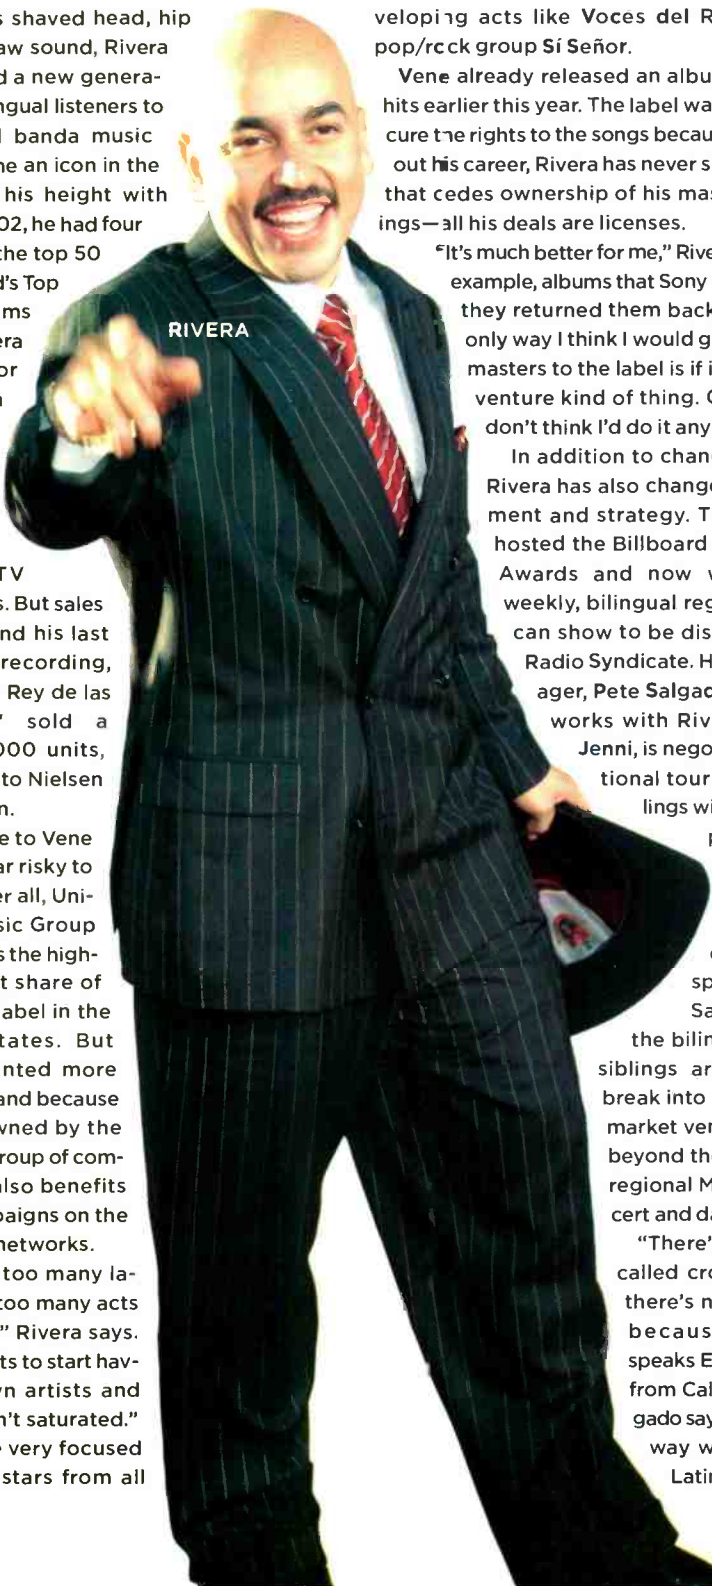 s shaved head, hip
aw sound, Rivera
d a new genera-
ngual listeners to
l banda music
ne an icon in the
his height with
02, he had four
the top 50
d's Top
ms
era
or
TV
s. But sales
nd his last
recording,
Rey de las
" sold a
000 units,
to Nielsen
n.
e to Vene
ar risky to
er all, Uni-
sic Group
s the high-
t share of
abel in the
tates. But
nted more
and because
wned by the
roup of com-
also benefits
paigns on the
networks.
too many la-
too many acts
" Rivera says.
ts to start hav-
n artists and
n't saturated."
e very focused
stars from all
RIVERA
veloping acts like Voces del R
pop/rock group Sí Señor.
Vene already released an albu
hits earlier this year. The label wa
cure the rights to the songs becau
out his career, Rivera has never s
that cedes ownership of his mas
ings—all his deals are licenses.
"It's much better for me," Rive
example, albums that Sony
they returned them back
only way I think I would g
masters to the label is if i
venture kind of thing. O
don't think I'd do it any
In addition to chan
Rivera has also change
ment and strategy. T
hosted the Billboard
Awards and now w
weekly, bilingual reg
can show to be dis
Radio Syndicate. H
ager, Pete Salgad
works with Riv
Jenni, is nego
tional tour
lings wi
p
sp
Sa
the bilin
siblings ar
break into
market ver
beyond the
regional M
cert and da
"There'
called cro
there's n
becaus
speaks E
from Cal
gado say
way w
Latin